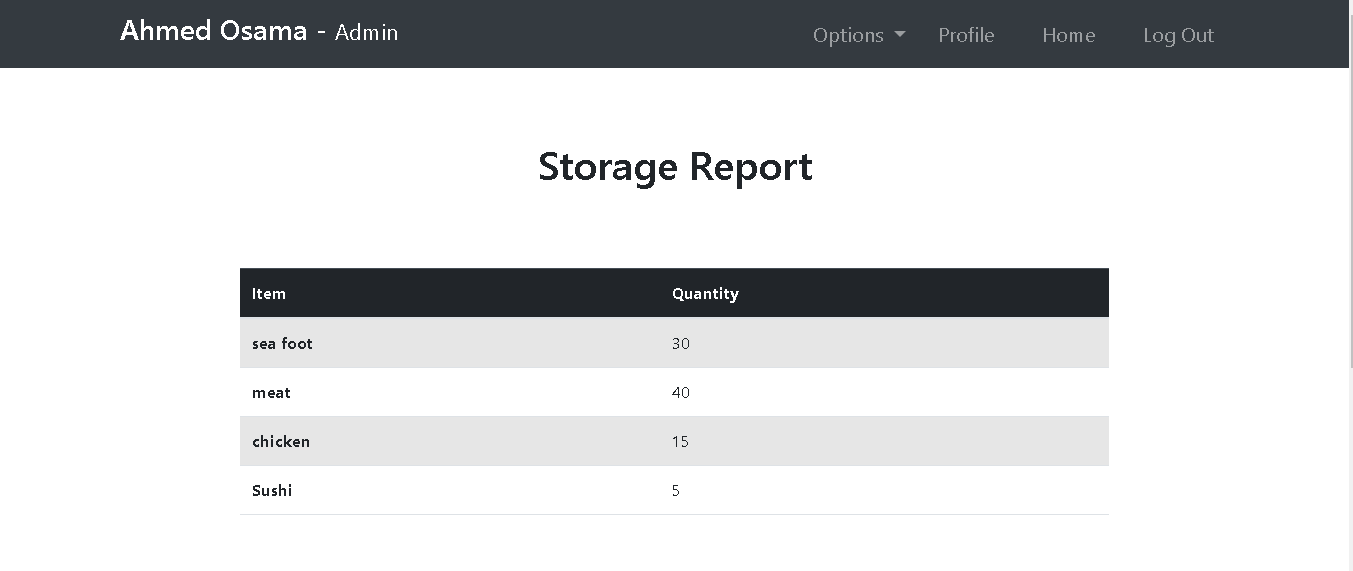 Ahmed Osama - Admin
Options Profile Home Log Out
Storage Report
Item Quantity
sea foot 30
meat 40
chicken 15
Sushi 5